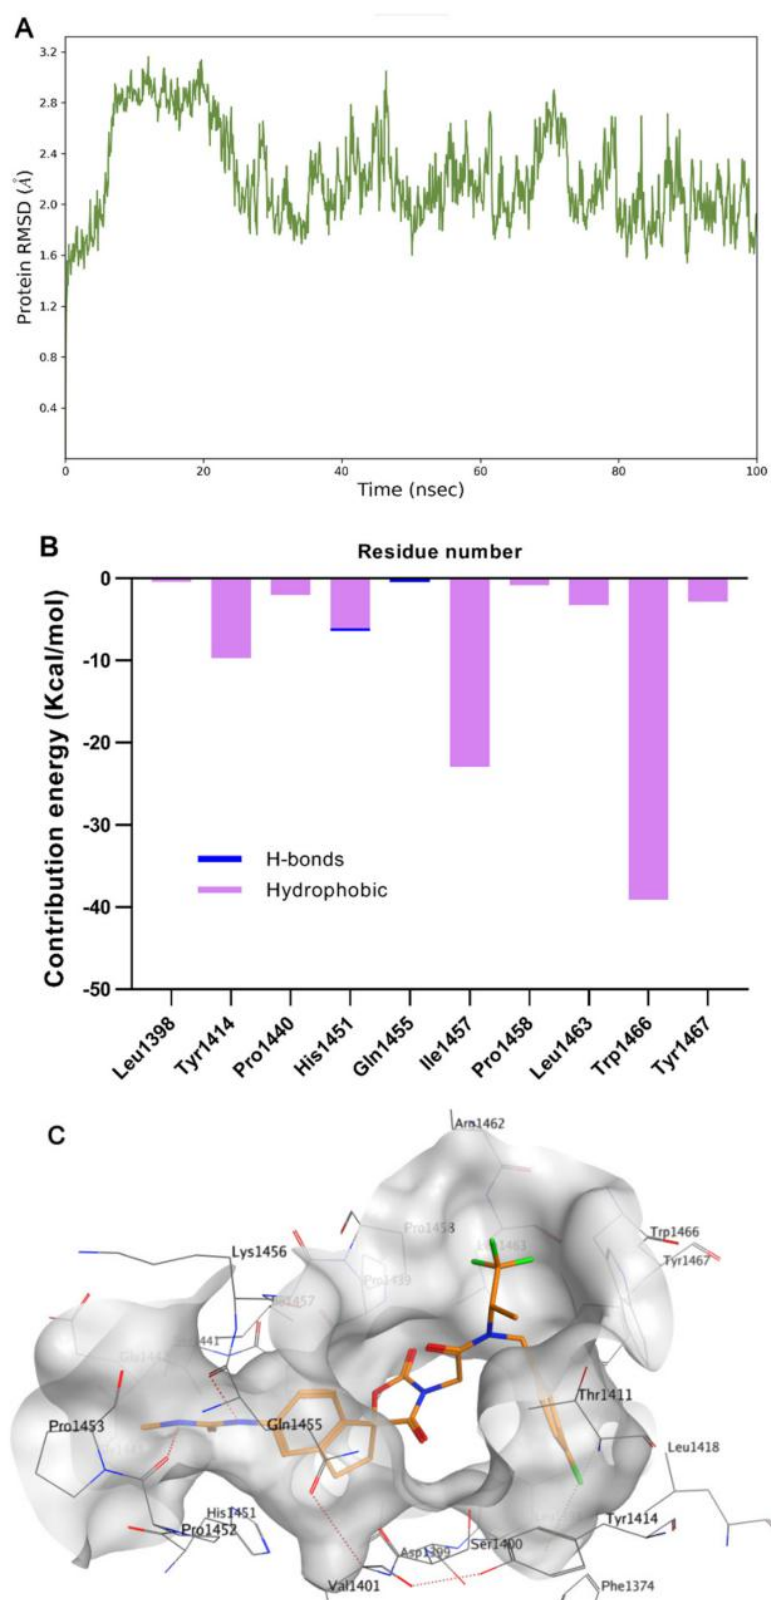 A
3.2
2.8
2.4
2.0
1.6
1.2
0.8
0.4
Protein RMSD (Å)
0 20 40 60 80 100
Time (nsec)
B
Residue number
0
-10
-20
-30
-40
-50
Contribution energy (Kcal/mol)
H-bonds
Hydrophobic
Leu1398 Tyr1414 Pro1440 His1451 Gln1455 Ile1457 Pro1458 Leu1463 Trp1466 Tyr1467
C
Arn1462
Pro1458
Trp1466
Lys1456
Tyr1467
Pro1439
Thr1411
Pro1453
Gln1455
Leu1418
His1451
Tyr1414
Pro1452
Ser1400
Asp1399
Val1401
Phe1374